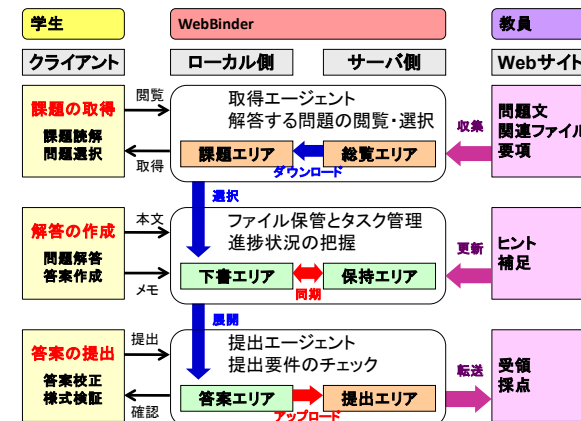 学生
WebBinder
教員
クライアント
ローカル側
サーバ側
Webサイト
課題の取得
課題読解
問題選択
閲覧
取得
取得エージェント
解答する問題の閲覧・選択
課題エリア
総覧エリア
ダウンロード
収集
問題文
関連ファイル
要項
選択
解答の作成
問題解答
答案作成
本文
メモ
ファイル保管とタスク管理
進捗状況の把握
下書エリア
保持エリア
同期
更新
ヒント
補足
展開
答案の提出
答案校正
様式検証
提出
確認
提出エージェント
提出要件のチェック
答案エリア
提出エリア
アップロード
転送
受領
採点